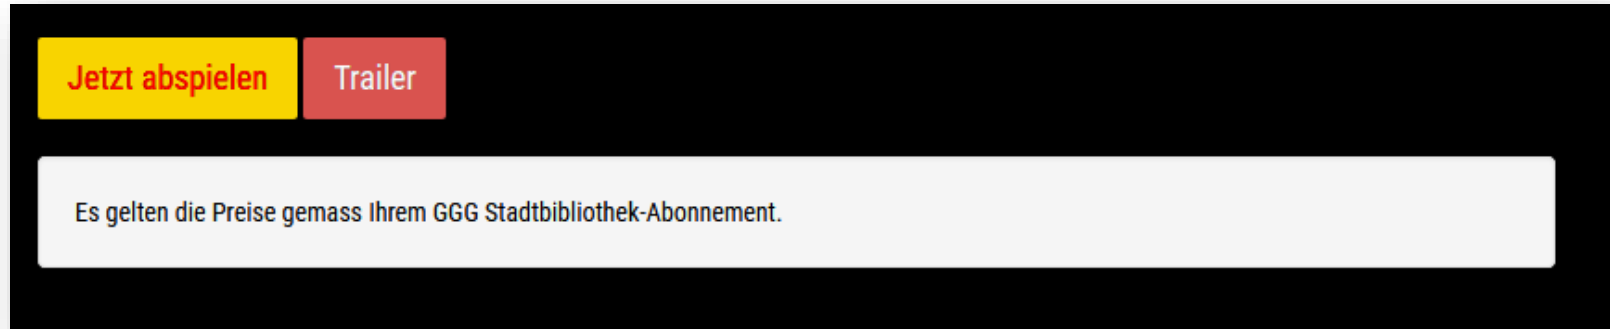 Jetzt abspielen
Trailer
Es gelten die Preise gemass Ihrem GGG Stadtbibliothek-Abonnement.